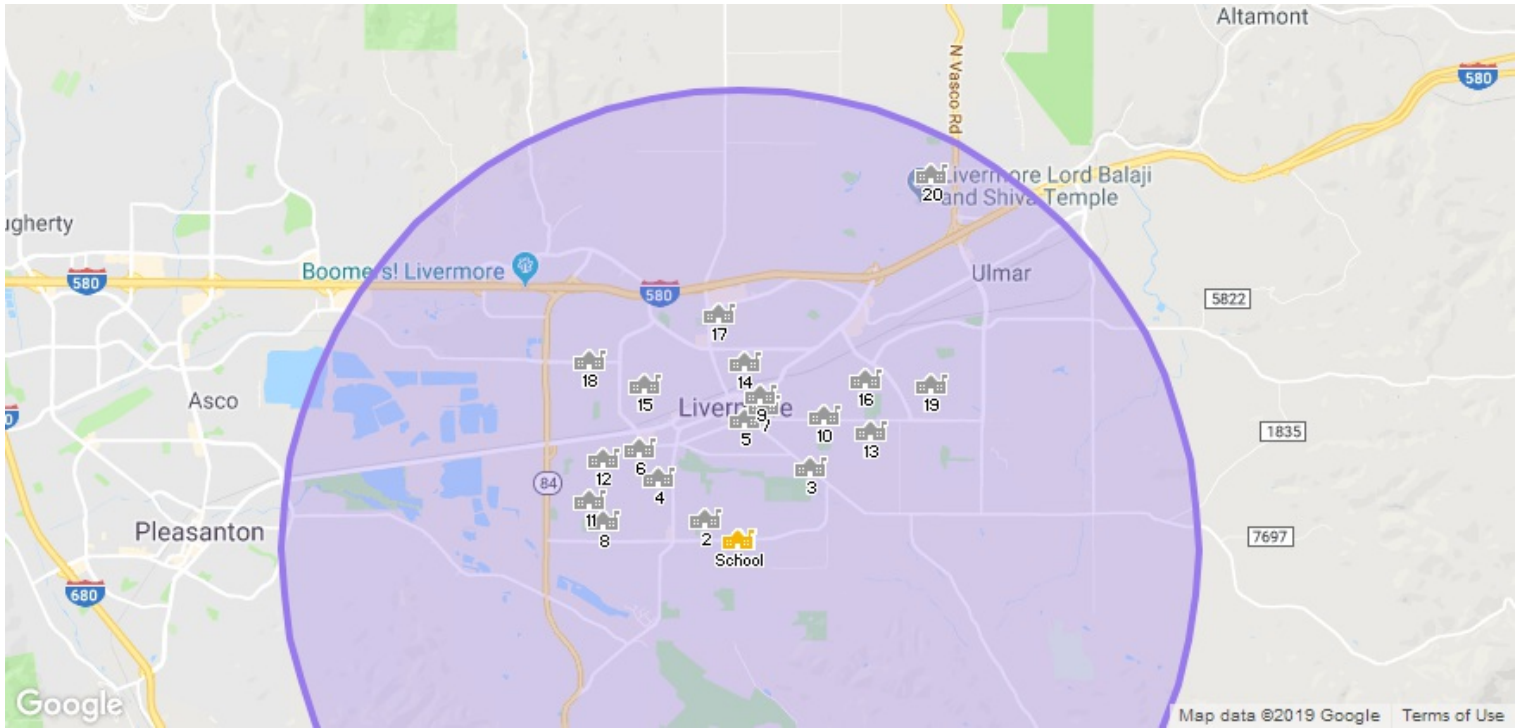 Altamont
580
N Vasco Rd
Livermore Lord Balaji
and Shiva Temple
20
ugherty
Boomers! Livermore
580
580
Ulmar
5822
17
14
18
16
19
15
Asco
Livermore
9
7
5
10
13
1835
6
12
3
4
84
11
8
2
Pleasanton
School
7697
680
Google
Map data ©2019 Google
Terms of Use